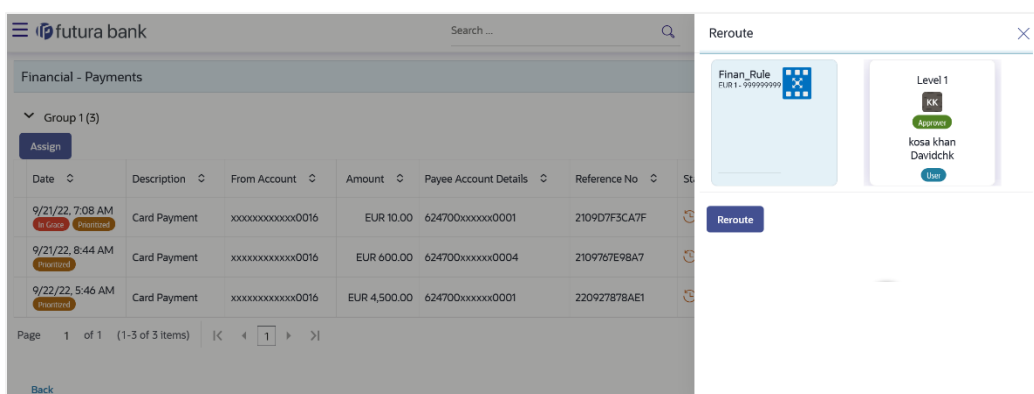 futura bank
Search ...
Financial - Payments
Group 1 (3)
Assign
Date Description From Account Amount Payee Account Details Reference No
9/21/22, 7:08 AM Card Payment xxxxxxxxxxxx0016 EUR 10.00 624700xxxxxx0001 2109D7F3CA7F
In Grace Prioritized
9/21/22, 8:44 AM Card Payment xxxxxxxxxxxx0016 EUR 600.00 624700xxxxxx0004 2109767E98A7
Prioritized
9/22/22, 5:46 AM Card Payment xxxxxxxxxxxx0016 EUR 4,500.00 624700xxxxxx0001 220927878AE1
Prioritized
Page 1 of 1 (1-3 of 3 items) 1
Back
Reroute
Finan_Rule
EUR 1 - 999999999
Level 1
KK
Approver
kosa khan
Davidchk
User
Reroute